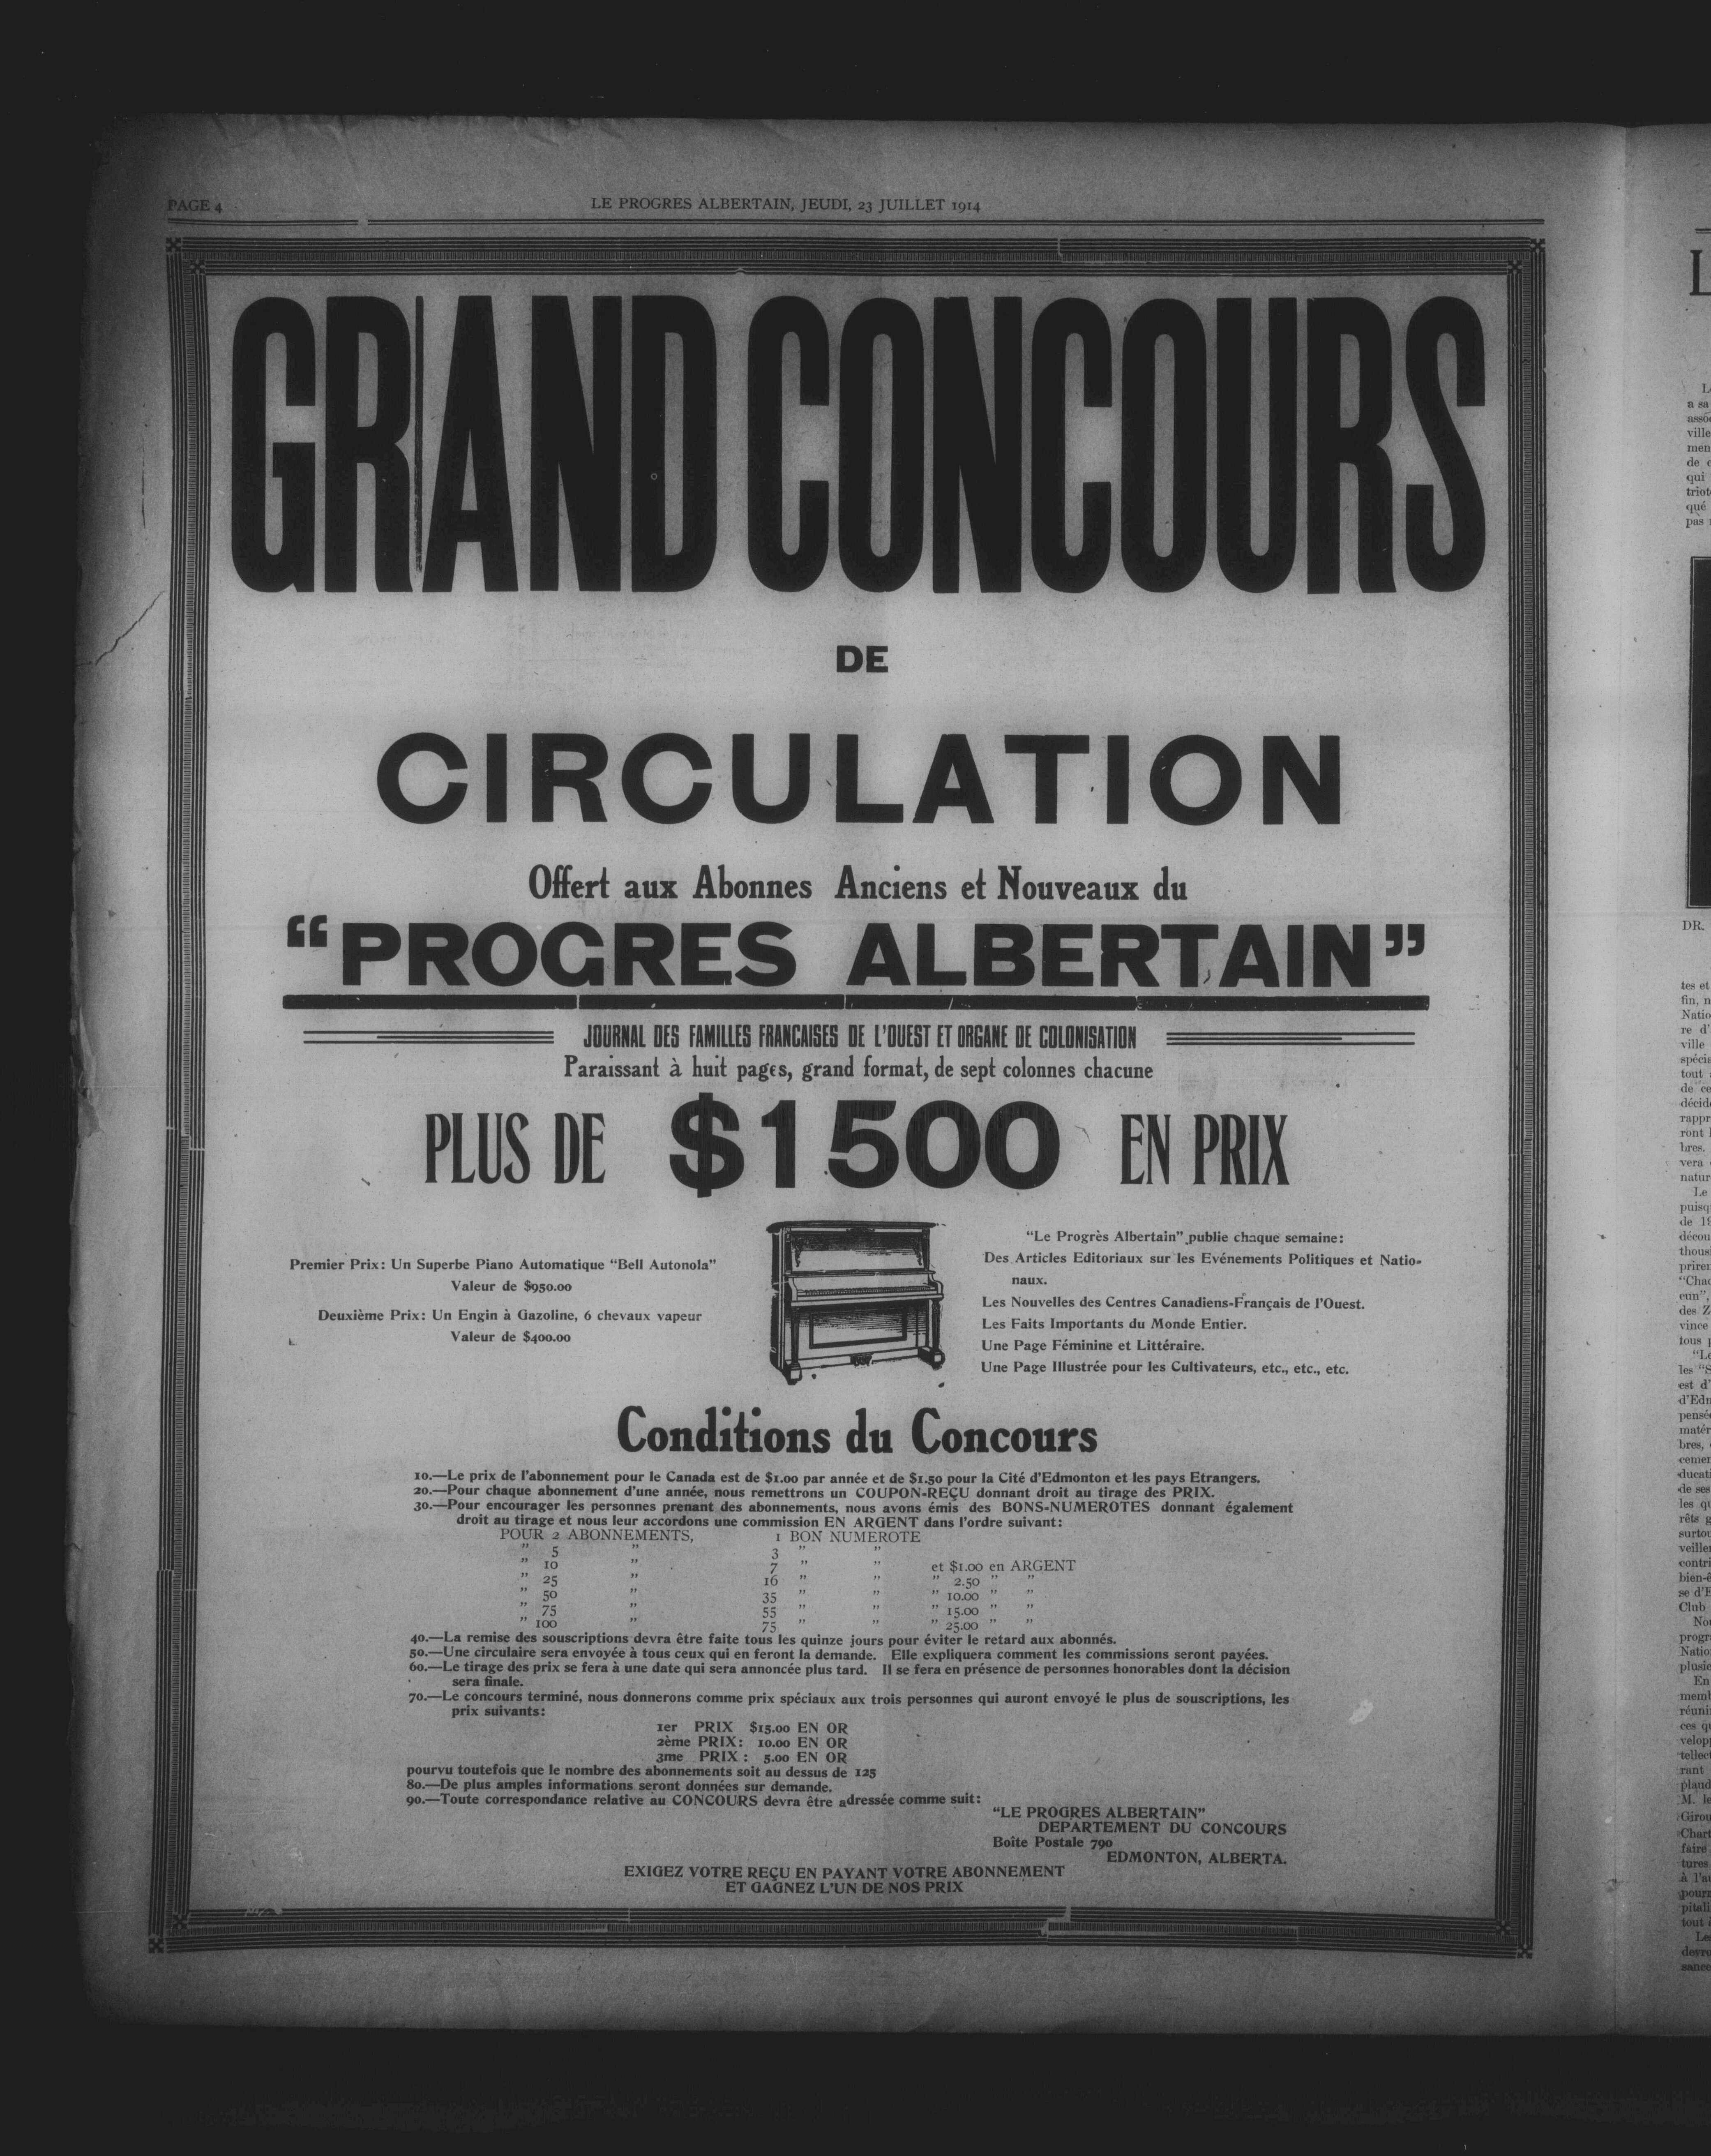 PAGE 4
LE PROGRES ALBERTAIN, JEUDI, 23 JUILLET 1914
GRAND CONCOURS
DE
CIRCULATION
Offert aux Abonnes Anciens et Nouveaux du
“PROGRES ALBERTAIN”
JOURNAL DES FAMILLES FRANCAISES DE L'OUEST ET ORGANE DE COLONISATION
Paraissant à huit pages, grand format, de sept colonnes chacune
PLUS DE $1500 EN PRIX
Premier Prix: Un Superbe Piano Automatique “Bell Autonola”
Valeur de $950.00
Deuxième Prix: Un Engin à Gazoline, 6 chevaux vapeur
Valeur de $400.00
“Le Progrès Albertain” publie chaque semaine:
Des Articles Editoriaux sur les Evénements Politiques et Natio-
naux.
Les Nouvelles des Centres Canadiens-Français de l'Ouest.
Les Faits Importants du Monde Entier.
Une Page Féminine et Littéraire.
Une Page Illustrée pour les Cultivateurs, etc., etc., etc.
Conditions du Concours
1o.—Le prix de l'abonnement pour le Canada est de $1.00 par année et de $1.50 pour la Cité d'Edmonton et les pays Etrangers.
2o.—Pour chaque abonnement d'une année, nous remettrons un COUPON-REÇU donnant droit au tirage des PRIX.
3o.—Pour encourager les personnes prenant des abonnements, nous avons émis des BONS-NUMEROTES donnant également
droit au tirage et nous leur accordons une commission EN ARGENT dans l'ordre suivant:
POUR 2 ABONNEMENTS, 1 BON NUMEROTE
” 5 ” 3 ” ”
” 10 ” 7 ” ” et $1.00 en ARGENT
” 25 ” 16 ” ” ” 2.50 ” ”
” 50 ” 35 ” ” ” 10.00 ” ”
” 75 ” 55 ” ” ” 15.00 ” ”
” 100 ” 75 ” ” ” 25.00 ” ”
4o.—La remise des souscriptions devra être faite tous les quinze jours pour éviter le retard aux abonnés.
5o.—Une circulaire sera envoyée à tous ceux qui en feront la demande. Elle expliquera comment les commissions seront payées.
6o.—Le tirage des prix se fera à une date qui sera annoncée plus tard. Il se fera en présence de personnes honorables dont la décision
sera finale.
7o.—Le concours terminé, nous donnerons comme prix spéciaux aux trois personnes qui auront envoyé le plus de souscriptions, les
prix suivants:
1er PRIX $15.00 EN OR
2ème PRIX: 10.00 EN OR
3me PRIX : 5.00 EN OR
pourvu toutefois que le nombre des abonnements soit au dessus de 125
8o.—De plus amples informations seront données sur demande.
9o.—Toute correspondance relative au CONCOURS devra être adressée comme suit:
“LE PROGRES ALBERTAIN”
DEPARTEMENT DU CONCOURS
Boîte Postale 790
EDMONTON, ALBERTA.
EXIGEZ VOTRE REÇU EN PAYANT VOTRE ABONNEMENT
ET GAGNEZ L'UN DE NOS PRIX